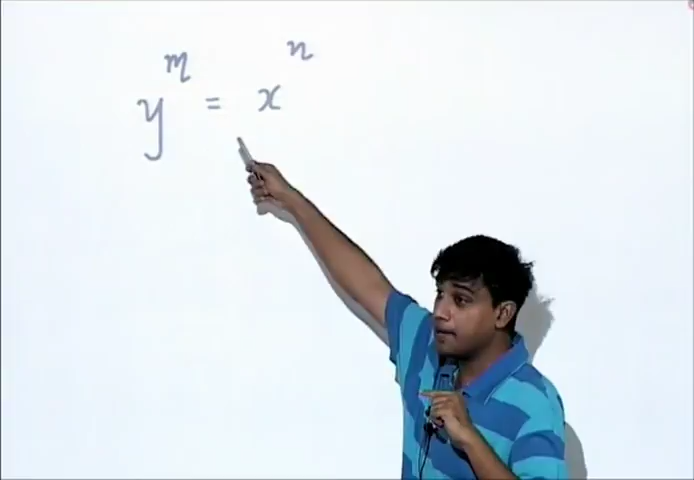 y^m = x^n